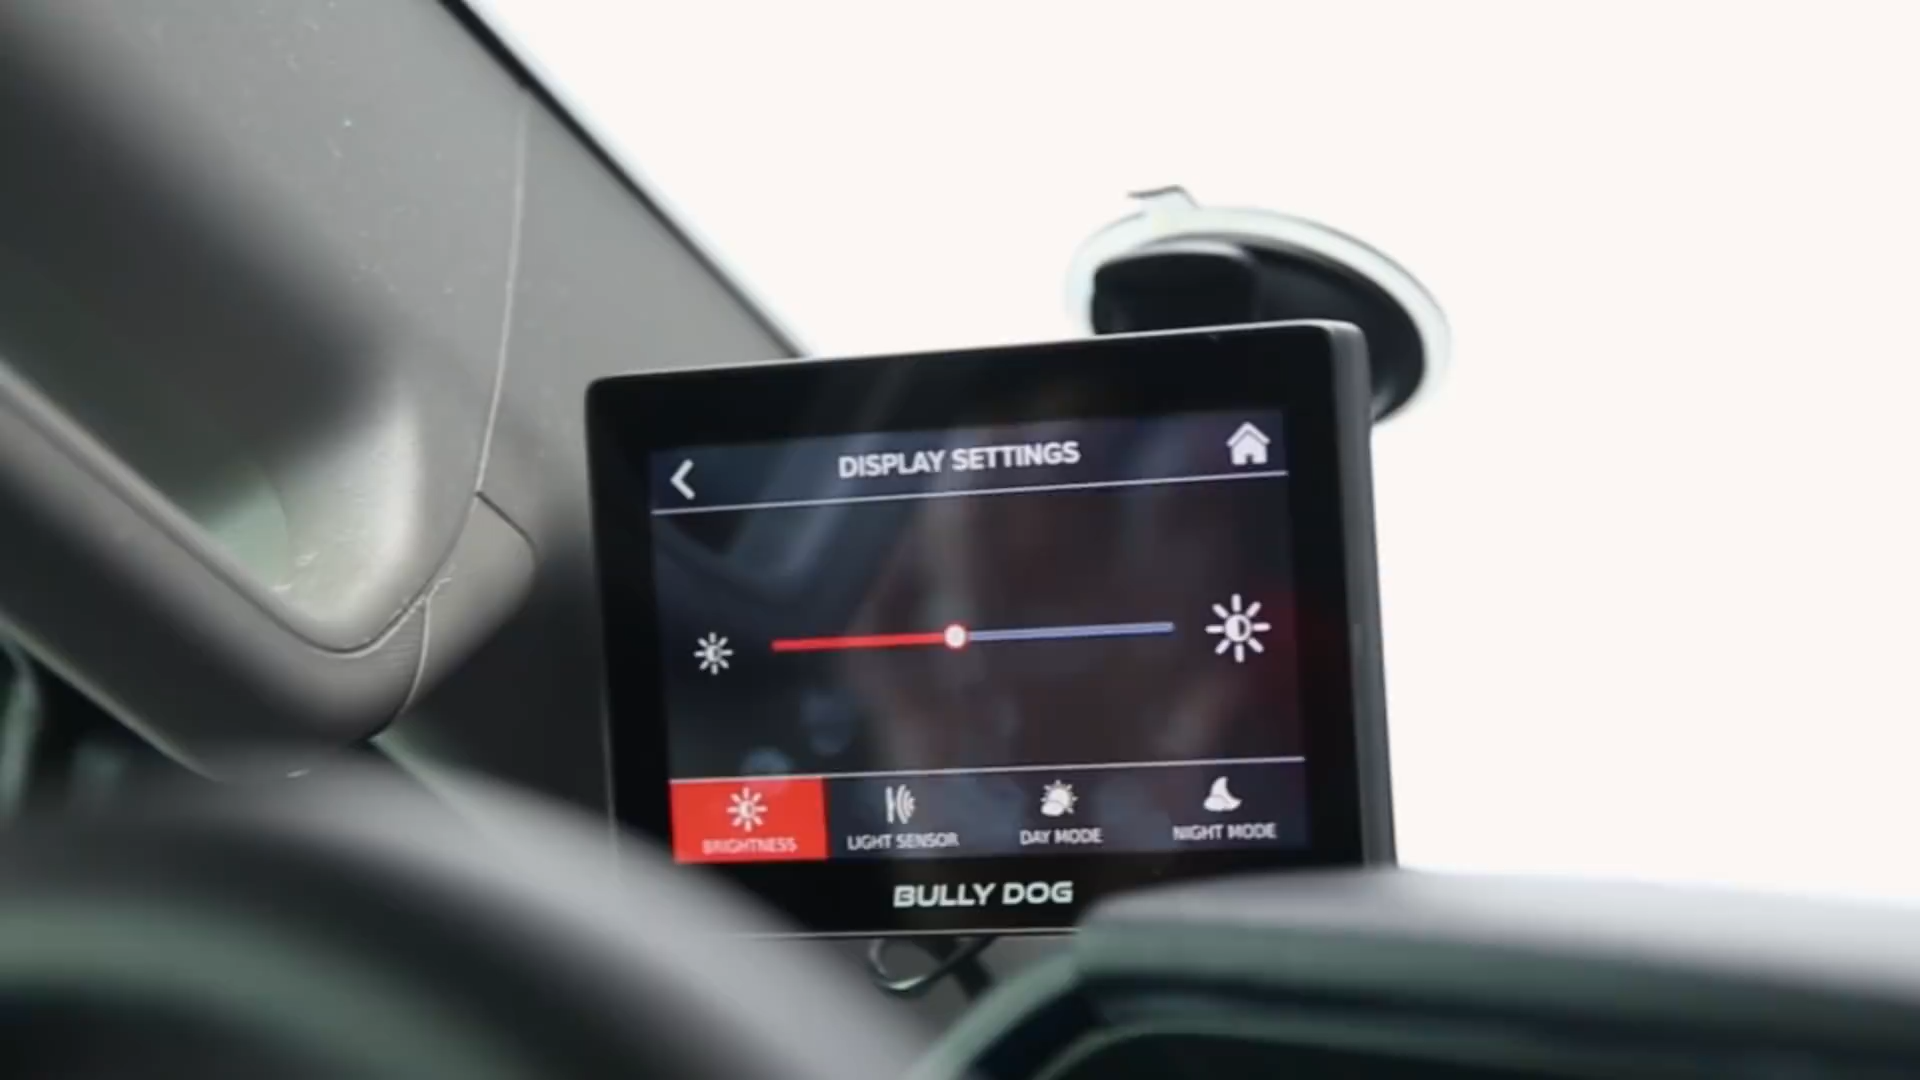 DISPLAY SETTINGS
BRIGHTNESS
LIGHT SENSOR
DAY MODE
NIGHT MODE
BULLY DOG